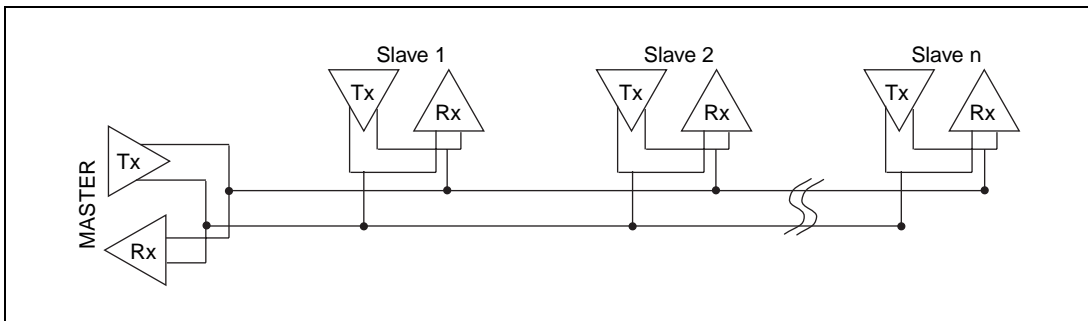 Slave 1
Slave 2
Slave n
Tx
Rx
Tx
Rx
Tx
Rx
MASTER
Tx
Rx